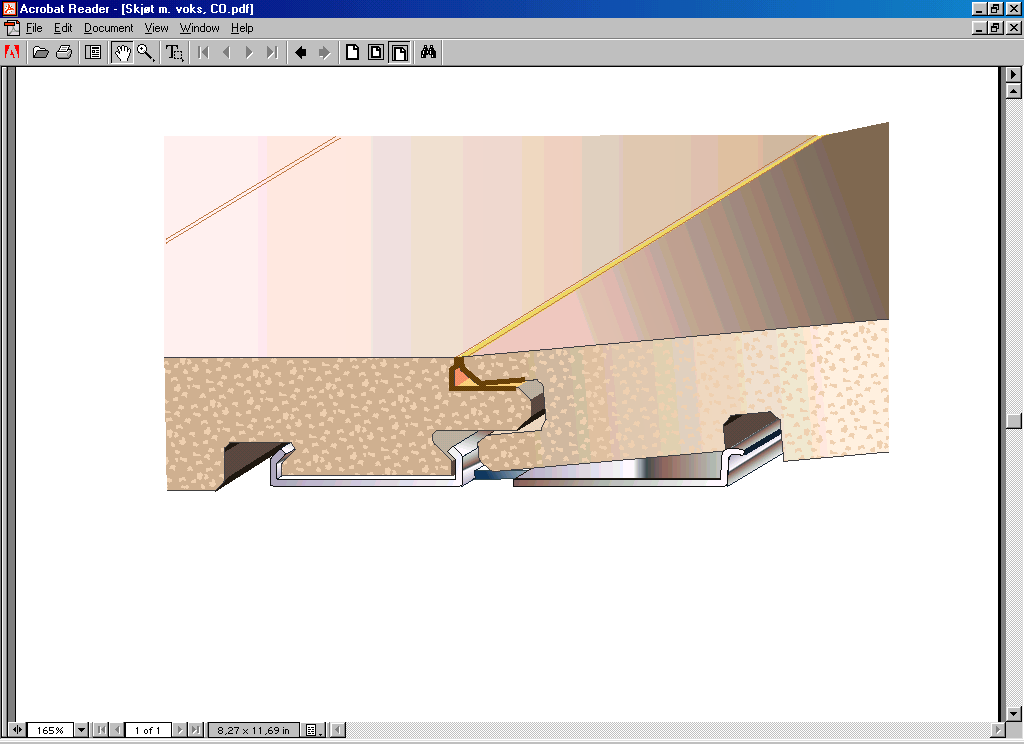 Acrobat Reader - [Skjøt m. voks, CO.pdf]
File Edit Document View Window Help
165% 1 of 1 8,27 x 11,69 in